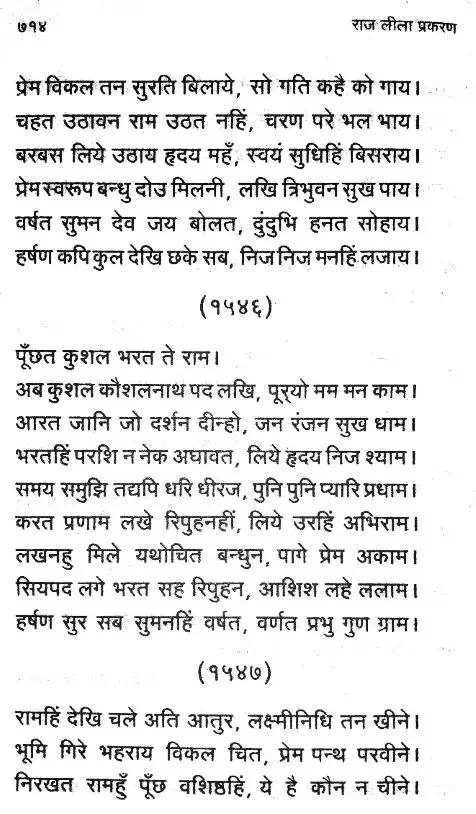 ७१४ राज लीला प्रकरण
प्रेम विकल तन सुरति बिलाये, सो गति कहै को गाय।
चहत उठावन राम उठत नहिं, चरण परे भल भाय।
बरबस लिये उठाय हृदय महँ, स्वयं सुधिहिं बिसराय।
प्रेमस्वरूप बन्धु दोउ मिलनी, लखि त्रिभुवन सुख पाय।
वर्षत सुमन देव जय बोलत, दुंदुभि हनत सोहाय।
हर्षण कपि कुल देखि छके सब, निज निज मनहिं लजाय।
(१५४६)
पूँछत कुशल भरत ते राम।
अब कुशल कौशलनाथ पद लखि, पूर्‌यो मम मन काम।
आरत जानि जो दर्शन दीन्हो, जन रंजन सुख धाम।
भरतहिं परशि न नेक अघावत, लिये हृदय निज श्याम।
समय समुझि तद्यपि धरि धीरज, पुनि पुनि प्यारि प्रधाम।
करत प्रणाम लखे रिपुहनहीं, लिये उरहिं अभिराम।
लखनहु मिले यथोचित बन्धुन, पागे प्रेम अकाम।
सियपद लगे भरत सह रिपुहन, आशिश लहे ललाम।
हर्षण सुर सब सुमनहिं वर्षत, वर्णत प्रभु गुण ग्राम।
(१५४७)
रामहिं देखि चले अति आतुर, लक्ष्मीनिधि तन खीने।
भूमि गिरे भहराय विकल चित, प्रेम पन्थ परवीने।
निरखत रामहुँ पूँछ वशिष्ठहिं, ये है कौन न चीने।